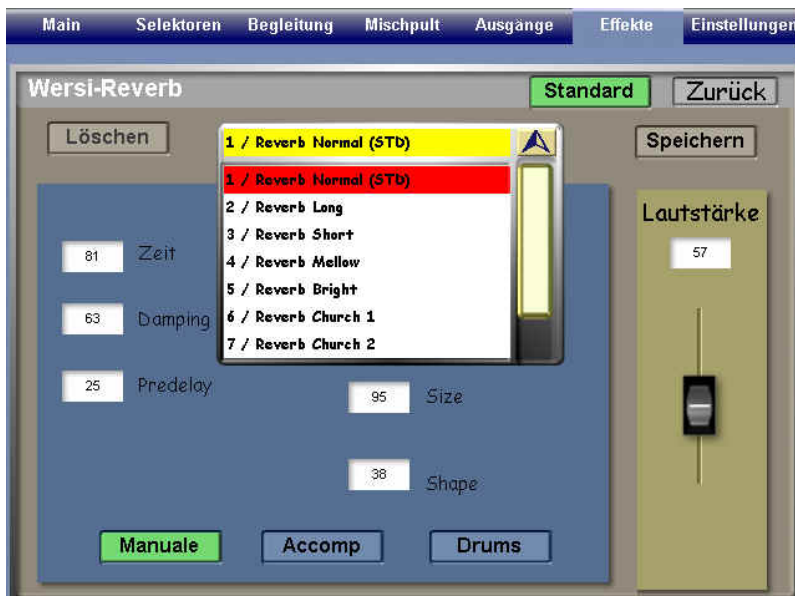 Main Selektoren Begleitung Mischpult Ausgänge Effekte Einstellungen
Wersi-Reverb Standard Zurück
Löschen 1 / Reverb Normal (STD) Speichern
1 / Reverb Normal (STD)
2 / Reverb Long
3 / Reverb Short
4 / Reverb Mellow
5 / Reverb Bright
6 / Reverb Church 1
7 / Reverb Church 2
81 Zeit
63 Damping
25 Predelay
95 Size
38 Shape
Lautstärke
57
Manuale Accomp Drums